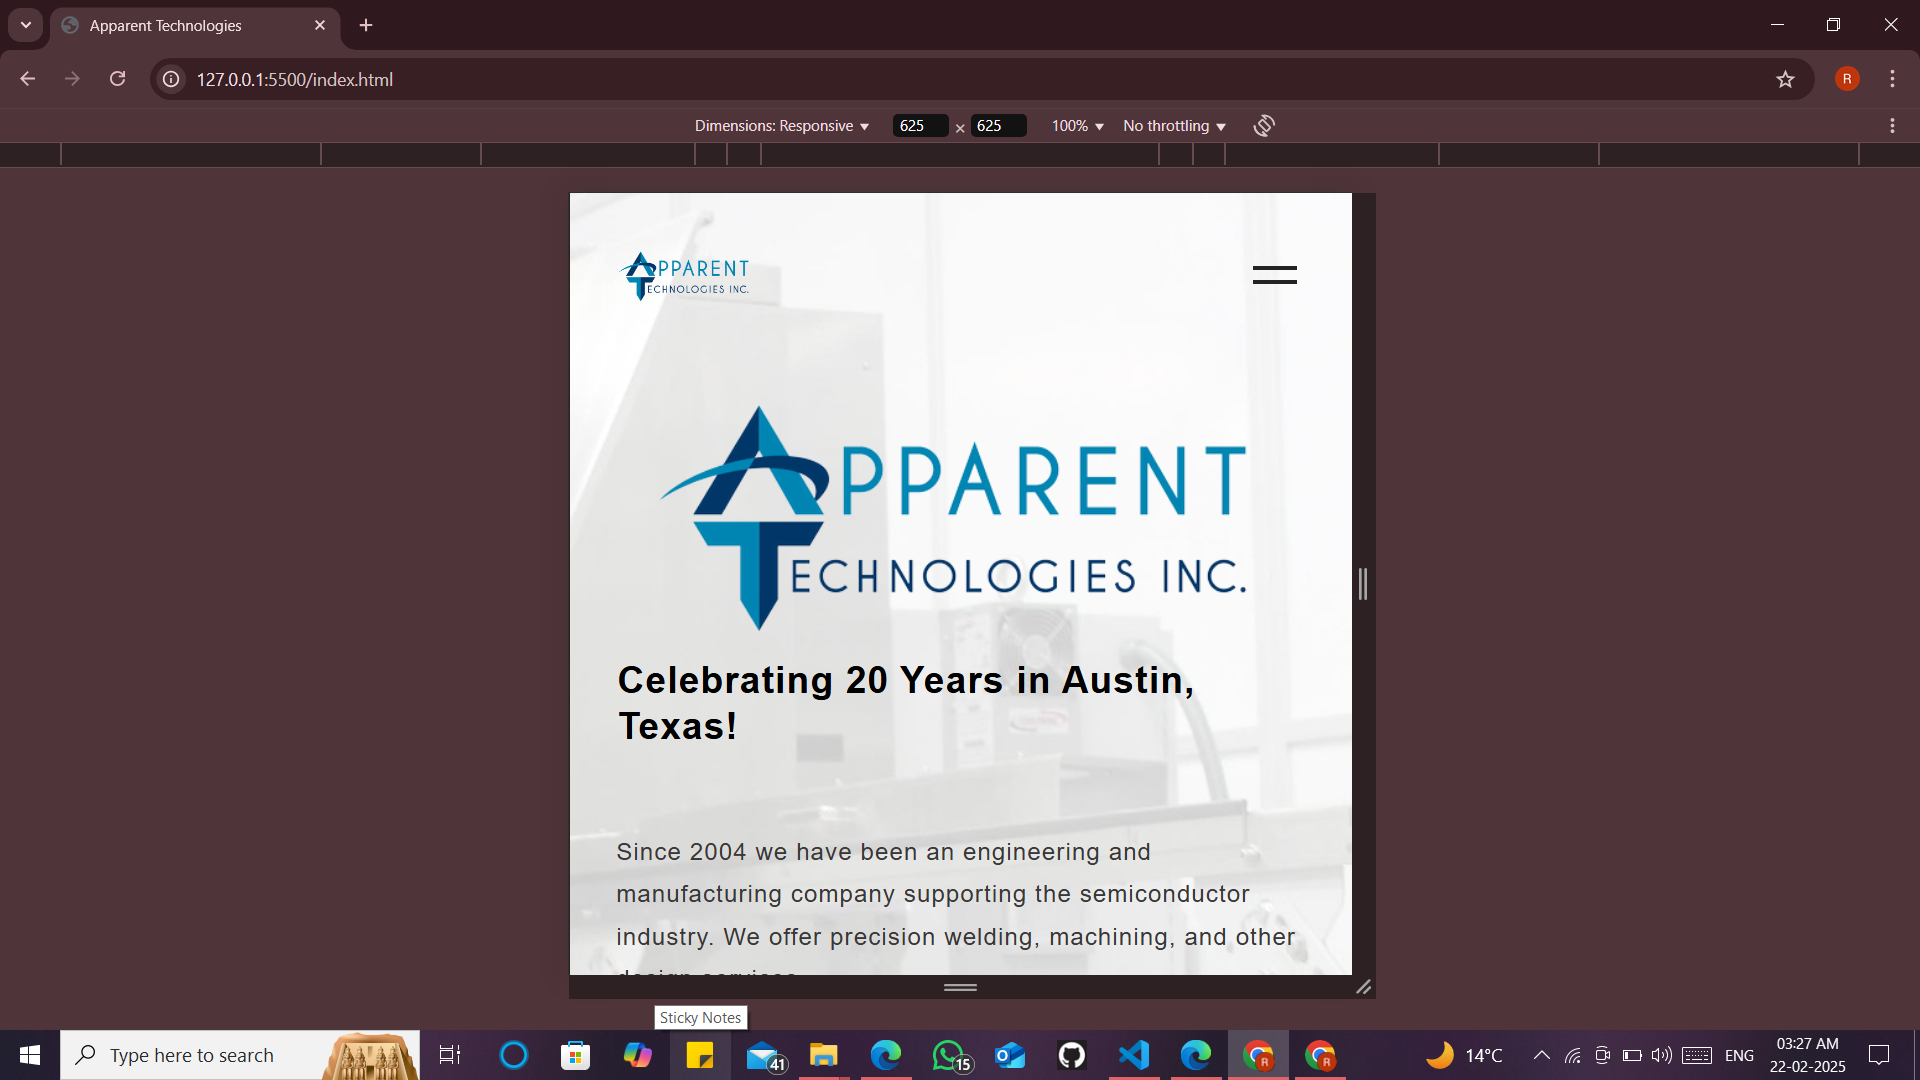 Apparent Technologies
127.0.0.1:5500/index.html
R
Dimensions: Responsive 625 × 625 100% No throttling
APPARENT
TECHNOLOGIES INC.
APPARENT
TECHNOLOGIES INC.
Celebrating 20 Years in Austin,
Texas!
Since 2004 we have been an engineering and
manufacturing company supporting the semiconductor
industry. We offer precision welding, machining, and other
design services
Sticky Notes
Type here to search
41
15
R
R
14°C
ENG
03:27 AM
22-02-2025